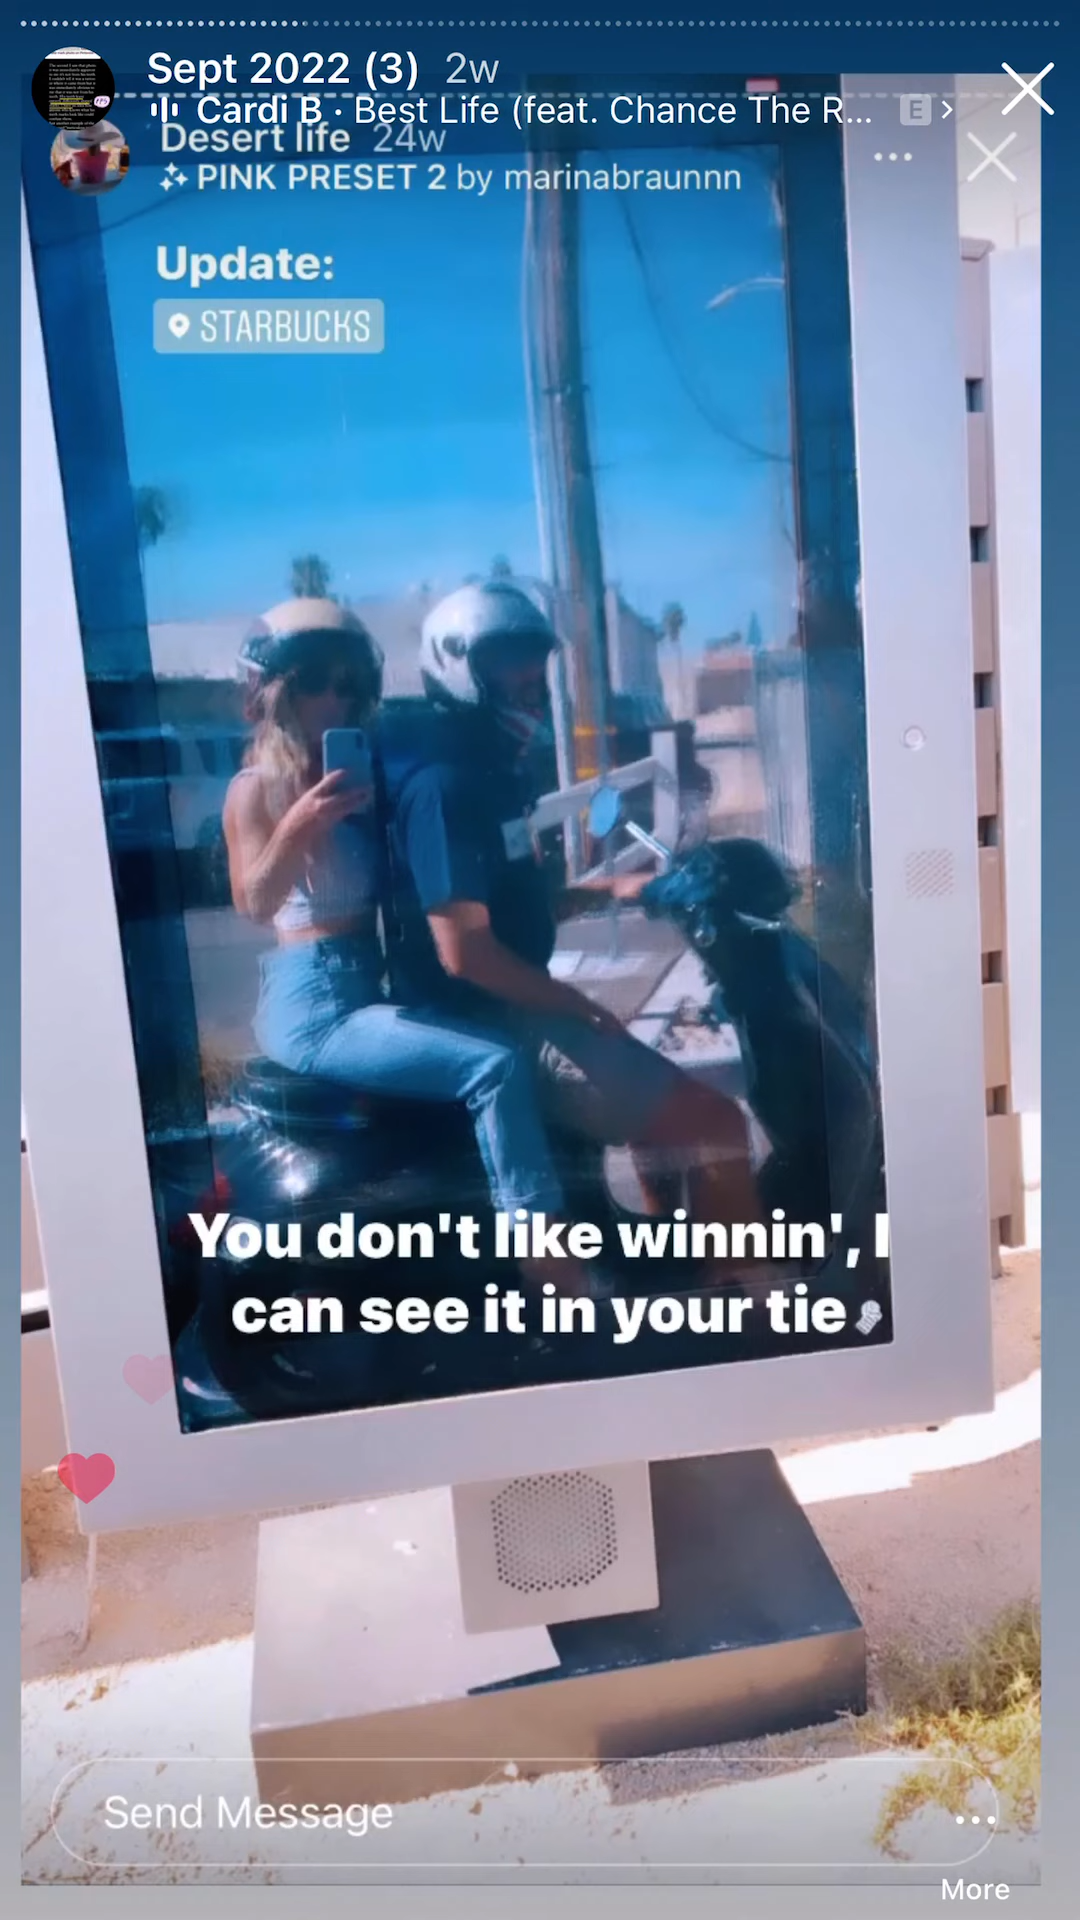 Sept 2022 (3) 2w
Cardi B · Best Life (feat. Chance The R... E >
Desert life 24w
PINK PRESET 2 by marinabraunnn
Update:
STARBUCKS
You don't like winnin', I
can see it in your tie
Send Message
More